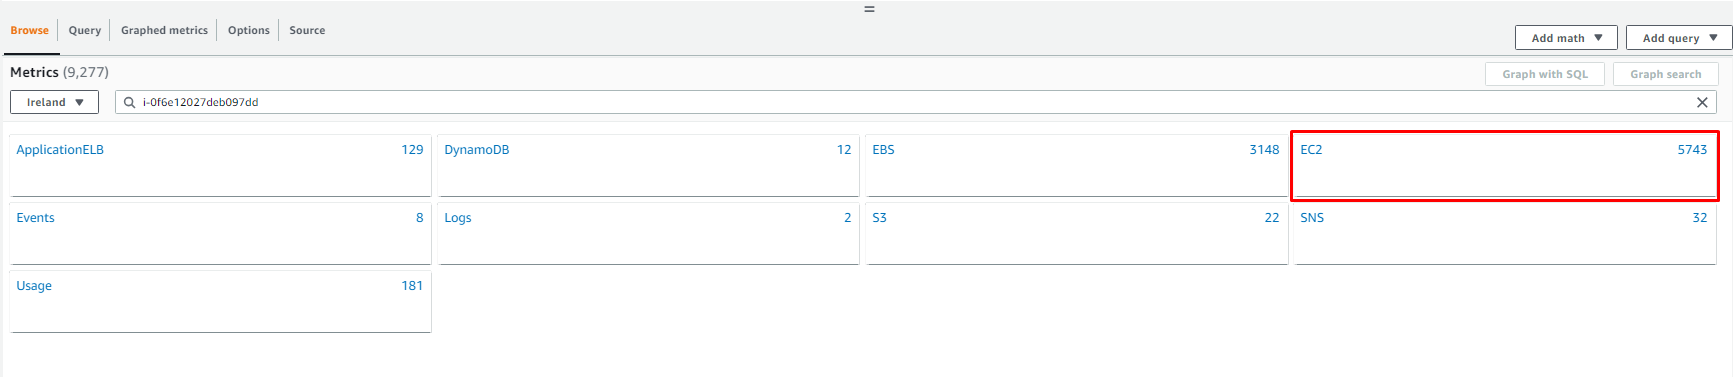 Browse Query Graphed metrics Options Source
Add math ▼ Add query ▼
Metrics (9,277)
Graph with SQL Graph search
Ireland ▼ i-0f6e12027deb097dd
ApplicationELB 129 DynamoDB 12 EBS 3148 EC2 5743
Events 8 Logs 2 S3 22 SNS 32
Usage 181